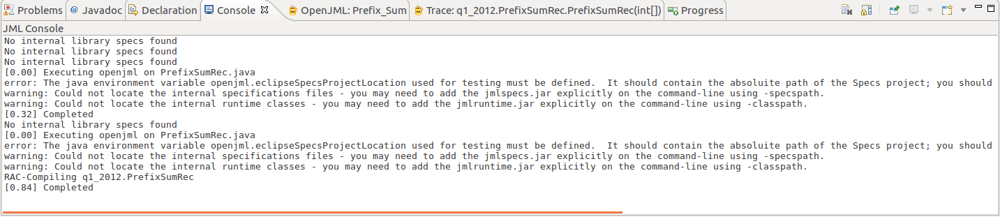 Problems @ Javadoc Declaration Console OpenJML: Prefix_Sum Trace: q1_2012.PrefixSumRec.PrefixSumRec(int[]) Progress
JML Console
No internal library specs found
No internal library specs found
No internal library specs found
[0.00] Executing openjml on PrefixSumRec.java
error: The java environment variable openjml.eclipseSpecsProjectLocation used for testing must be defined.  It should contain the absoluite path of the Specs project; you should
warning: Could not locate the internal specifications files - you may need to add the jmlspecs.jar explicitly on the command-line using -specspath.
warning: Could not locate the internal runtime classes - you may need to add the jmlruntime.jar explicitly on the command-line using -classpath.
[0.32] Completed
No internal library specs found
[0.00] Executing openjml on PrefixSumRec.java
error: The java environment variable openjml.eclipseSpecsProjectLocation used for testing must be defined.  It should contain the absoluite path of the Specs project; you should
warning: Could not locate the internal specifications files - you may need to add the jmlspecs.jar explicitly on the command-line using -specspath.
warning: Could not locate the internal runtime classes - you may need to add the jmlruntime.jar explicitly on the command-line using -classpath.
RAC-Compiling q1_2012.PrefixSumRec
[0.84] Completed